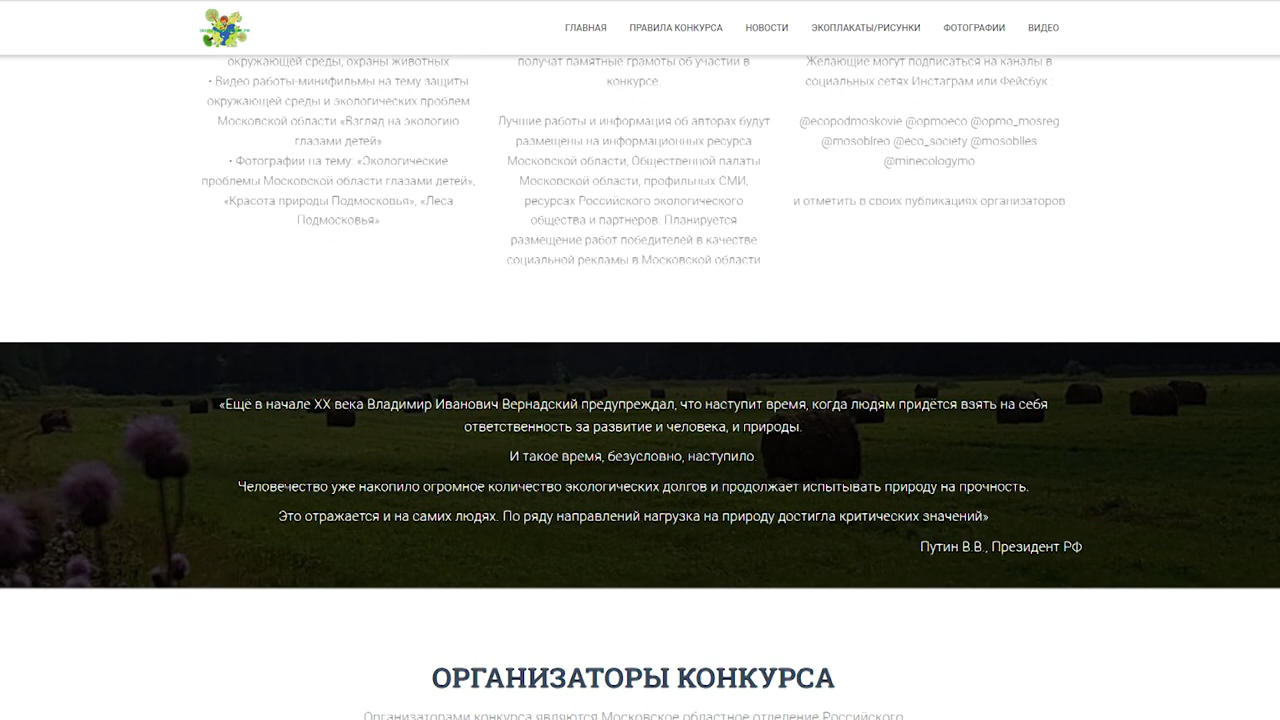 ГЛАВНАЯ ПРАВИЛА КОНКУРСА НОВОСТИ ЭКОПЛАКАТЫ/РИСУНКИ ФОТОГРАФИИ ВИДЕО
окружающей среды, охраны животных
• Видео работы-минифильмы на тему защиты
окружающей среды и экологических проблем
Московской области «Взгляд на экологию
глазами детей»
• Фотографии на тему: «Экологические
проблемы Московской области глазами детей»,
«Красота природы Подмосковья», «Леса
Подмосковья»
получат памятные грамоты об участии в
конкурсе.
Лучшие работы и информация об авторах будут
размещены на информационных ресурса
Московской области, Общественной палаты
Московской области, профильных СМИ,
ресурсах Российского экологического
общества и партнеров. Планируется
размещение работ победителей в качестве
социальной рекламы в Московской области
Желающие могут подписаться на каналы в
социальных сетях Инстаграм или Фейсбук :
@ecopodmoskovie @opmoeco @opmo_mosreg
@mosoblreo @eco_society @mosoblles
@minecologymo
и отметить в своих публикациях организаторов
«Ещё в начале XX века Владимир Иванович Вернадский предупреждал, что наступит время, когда людям придётся взять на себя
ответственность за развитие и человека, и природы.
И такое время, безусловно, наступило.
Человечество уже накопило огромное количество экологических долгов и продолжает испытывать природу на прочность.
Это отражается и на самих людях. По ряду направлений нагрузка на природу достигла критических значений»
Путин В.В., Президент РФ
ОРГАНИЗАТОРЫ КОНКУРСА
Организаторами конкурса являются Московское областное отделение Российского